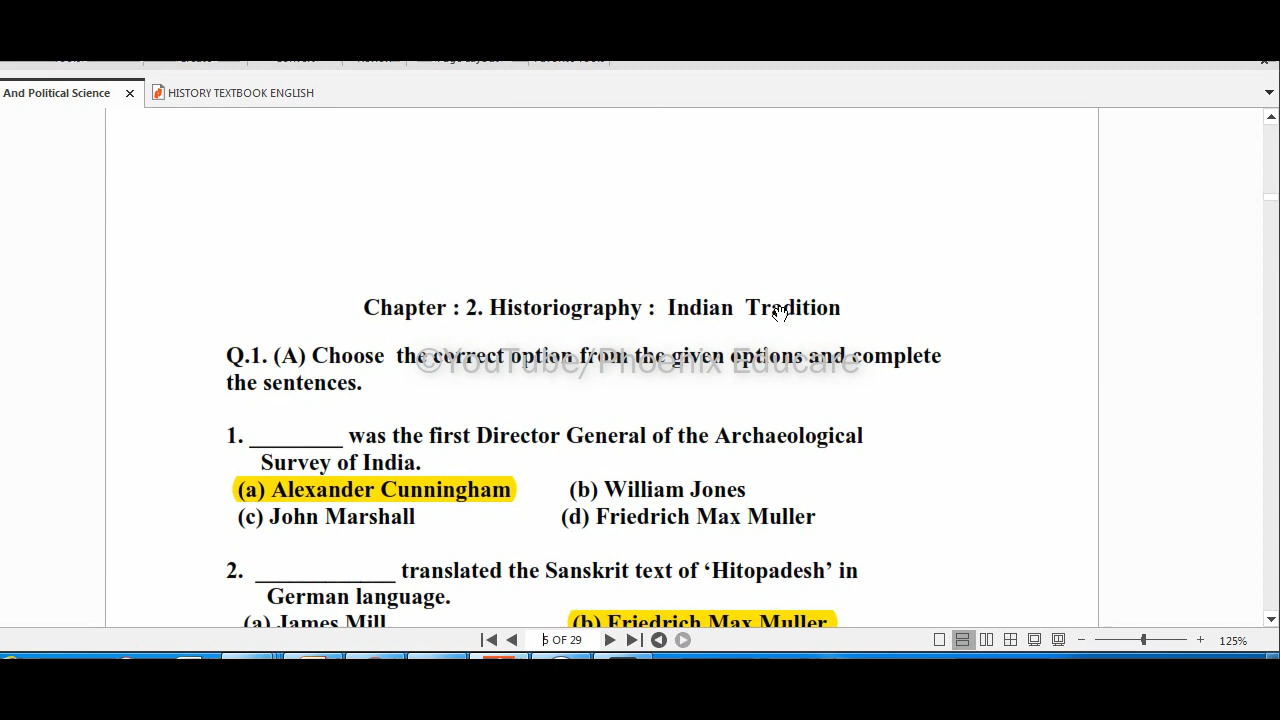 And Political Science
HISTORY TEXTBOOK ENGLISH
Chapter : 2. Historiography : Indian Tradition
Q.1. (A) Choose the correct option from the given options and complete
©YouTube/Phoenix Educare
the sentences.
1. ________ was the first Director General of the Archaeological
Survey of India.
(a) Alexander Cunningham (b) William Jones
(c) John Marshall (d) Friedrich Max Muller
2. ____________ translated the Sanskrit text of ‘Hitopadesh’ in
German language.
(a) James Mill (b) Friedrich Max Muller
5 OF 29
125%